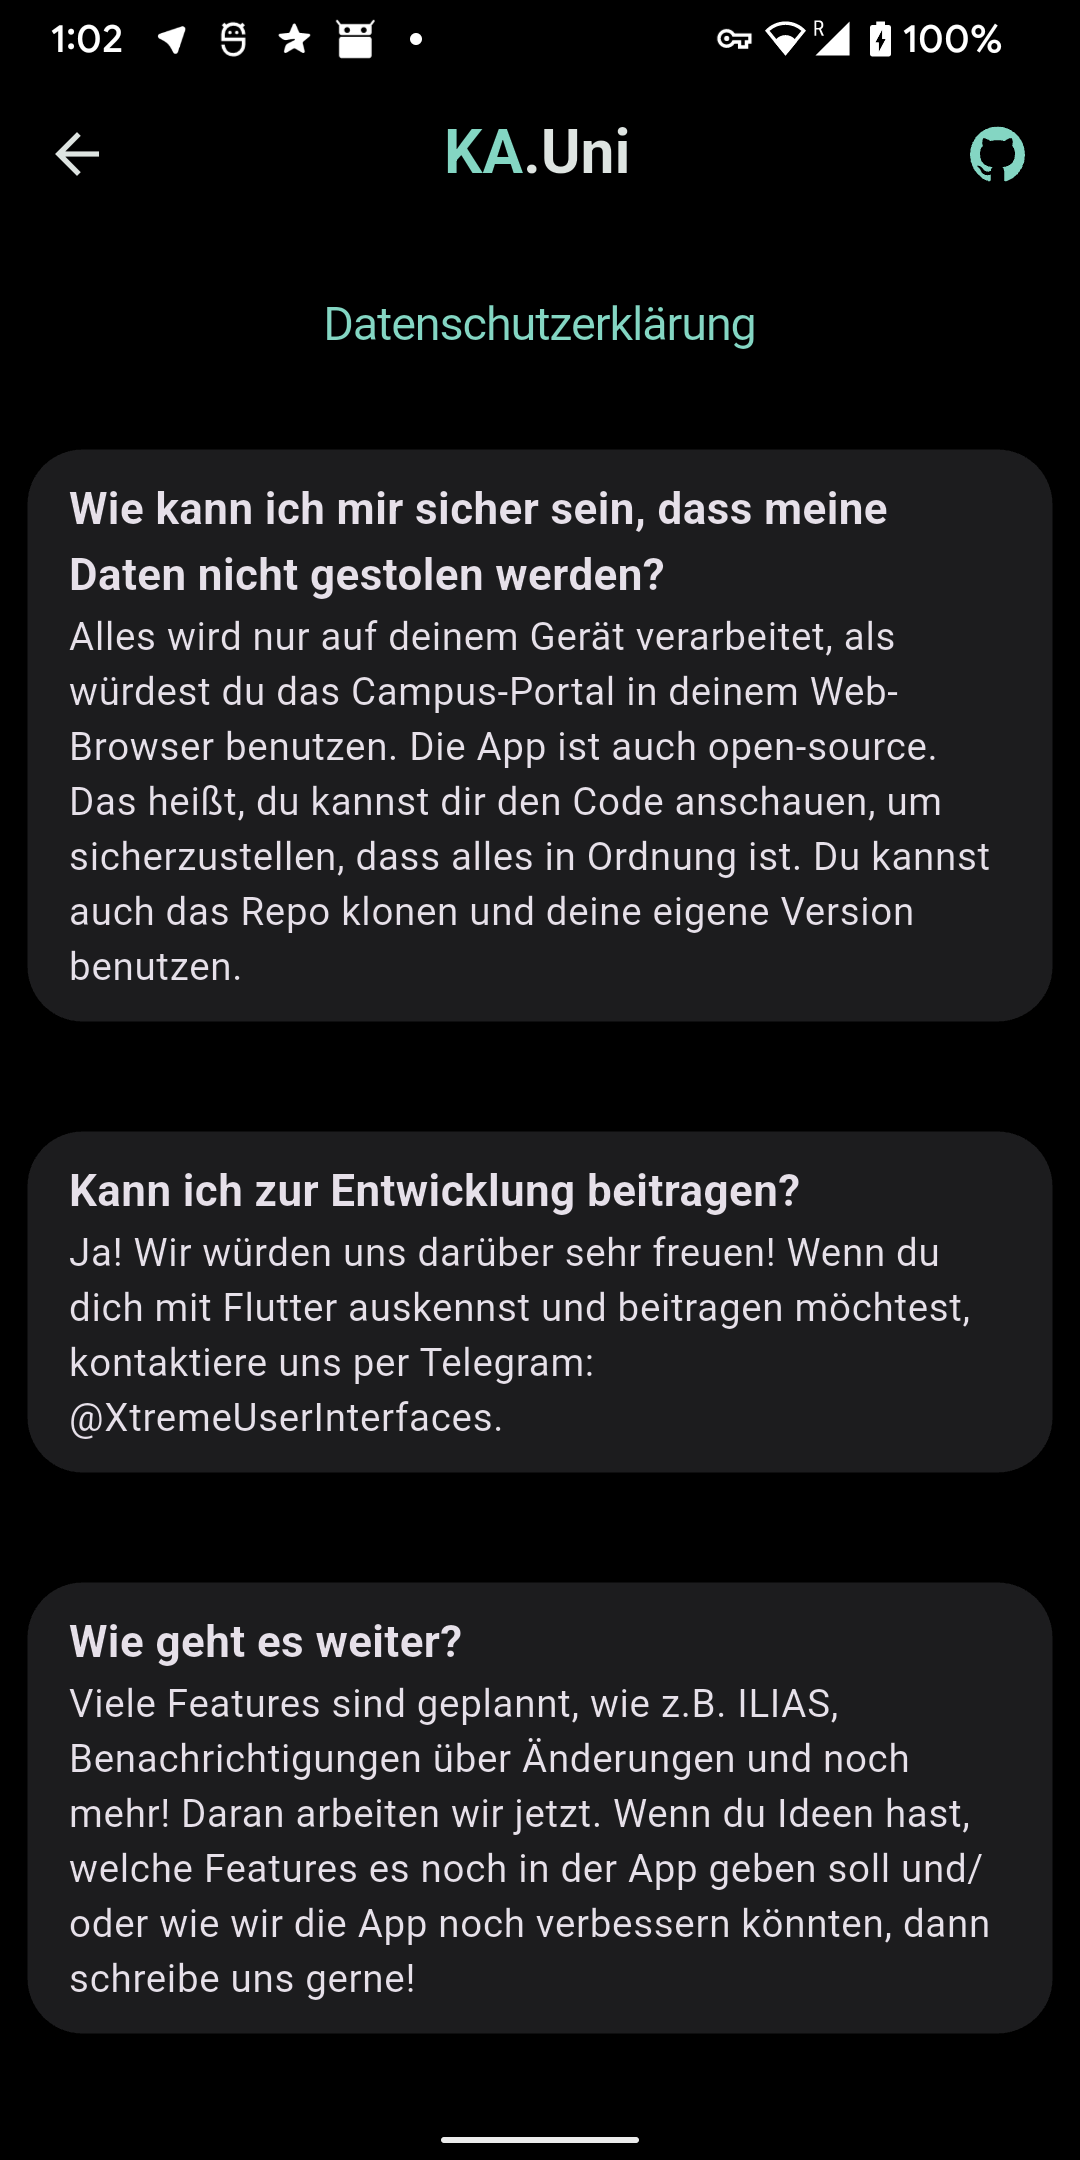 1:02
R
100%
KA.Uni
Datenschutzerklärung
Wie kann ich mir sicher sein, dass meine
Daten nicht gestolen werden?
Alles wird nur auf deinem Gerät verarbeitet, als
würdest du das Campus-Portal in deinem Web-
Browser benutzen. Die App ist auch open-source.
Das heißt, du kannst dir den Code anschauen, um
sicherzustellen, dass alles in Ordnung ist. Du kannst
auch das Repo klonen und deine eigene Version
benutzen.
Kann ich zur Entwicklung beitragen?
Ja! Wir würden uns darüber sehr freuen! Wenn du
dich mit Flutter auskennst und beitragen möchtest,
kontaktiere uns per Telegram:
@XtremeUserInterfaces.
Wie geht es weiter?
Viele Features sind geplannt, wie z.B. ILIAS,
Benachrichtigungen über Änderungen und noch
mehr! Daran arbeiten wir jetzt. Wenn du Ideen hast,
welche Features es noch in der App geben soll und/
oder wie wir die App noch verbessern könnten, dann
schreibe uns gerne!